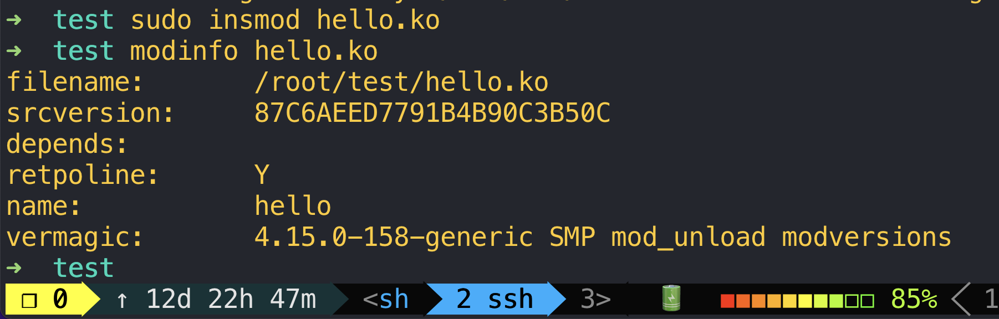 ➜ test sudo insmod hello.ko
➜ test modinfo hello.ko
filename: /root/test/hello.ko
srcversion: 87C6AEED7791B4B90C3B50C
depends:
retpoline: Y
name: hello
vermagic: 4.15.0-158-generic SMP mod_unload modversions
➜ test
❐ 0 ↑ 12d 22h 47m <sh 2 ssh 3> 85% 1